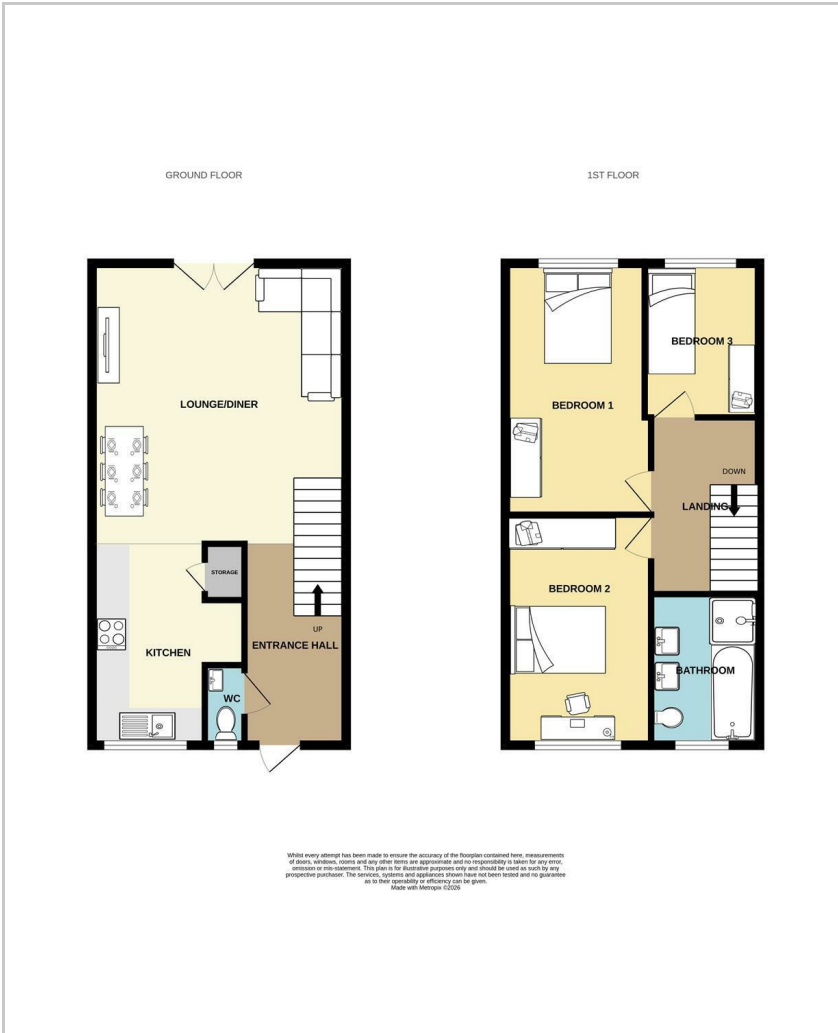 GROUND FLOOR
1ST FLOOR
LOUNGE/DINER
STORAGE
UP
KITCHEN
ENTRANCE HALL
WC
BEDROOM 3
BEDROOM 1
DOWN
LANDING
BEDROOM 2
BATHROOM
Whilst every attempt has been made to ensure the accuracy of the floorplan contained here, measurements
of doors, windows, rooms and any other items are approximate and no responsibility is taken for any error,
omission or mis-statement. This plan is for illustrative purposes only and should be used as such by any
prospective purchaser. The services, systems and appliances shown have not been tested and no guarantee
as to their operability or efficiency can be given.
Made with Metropix ©2026